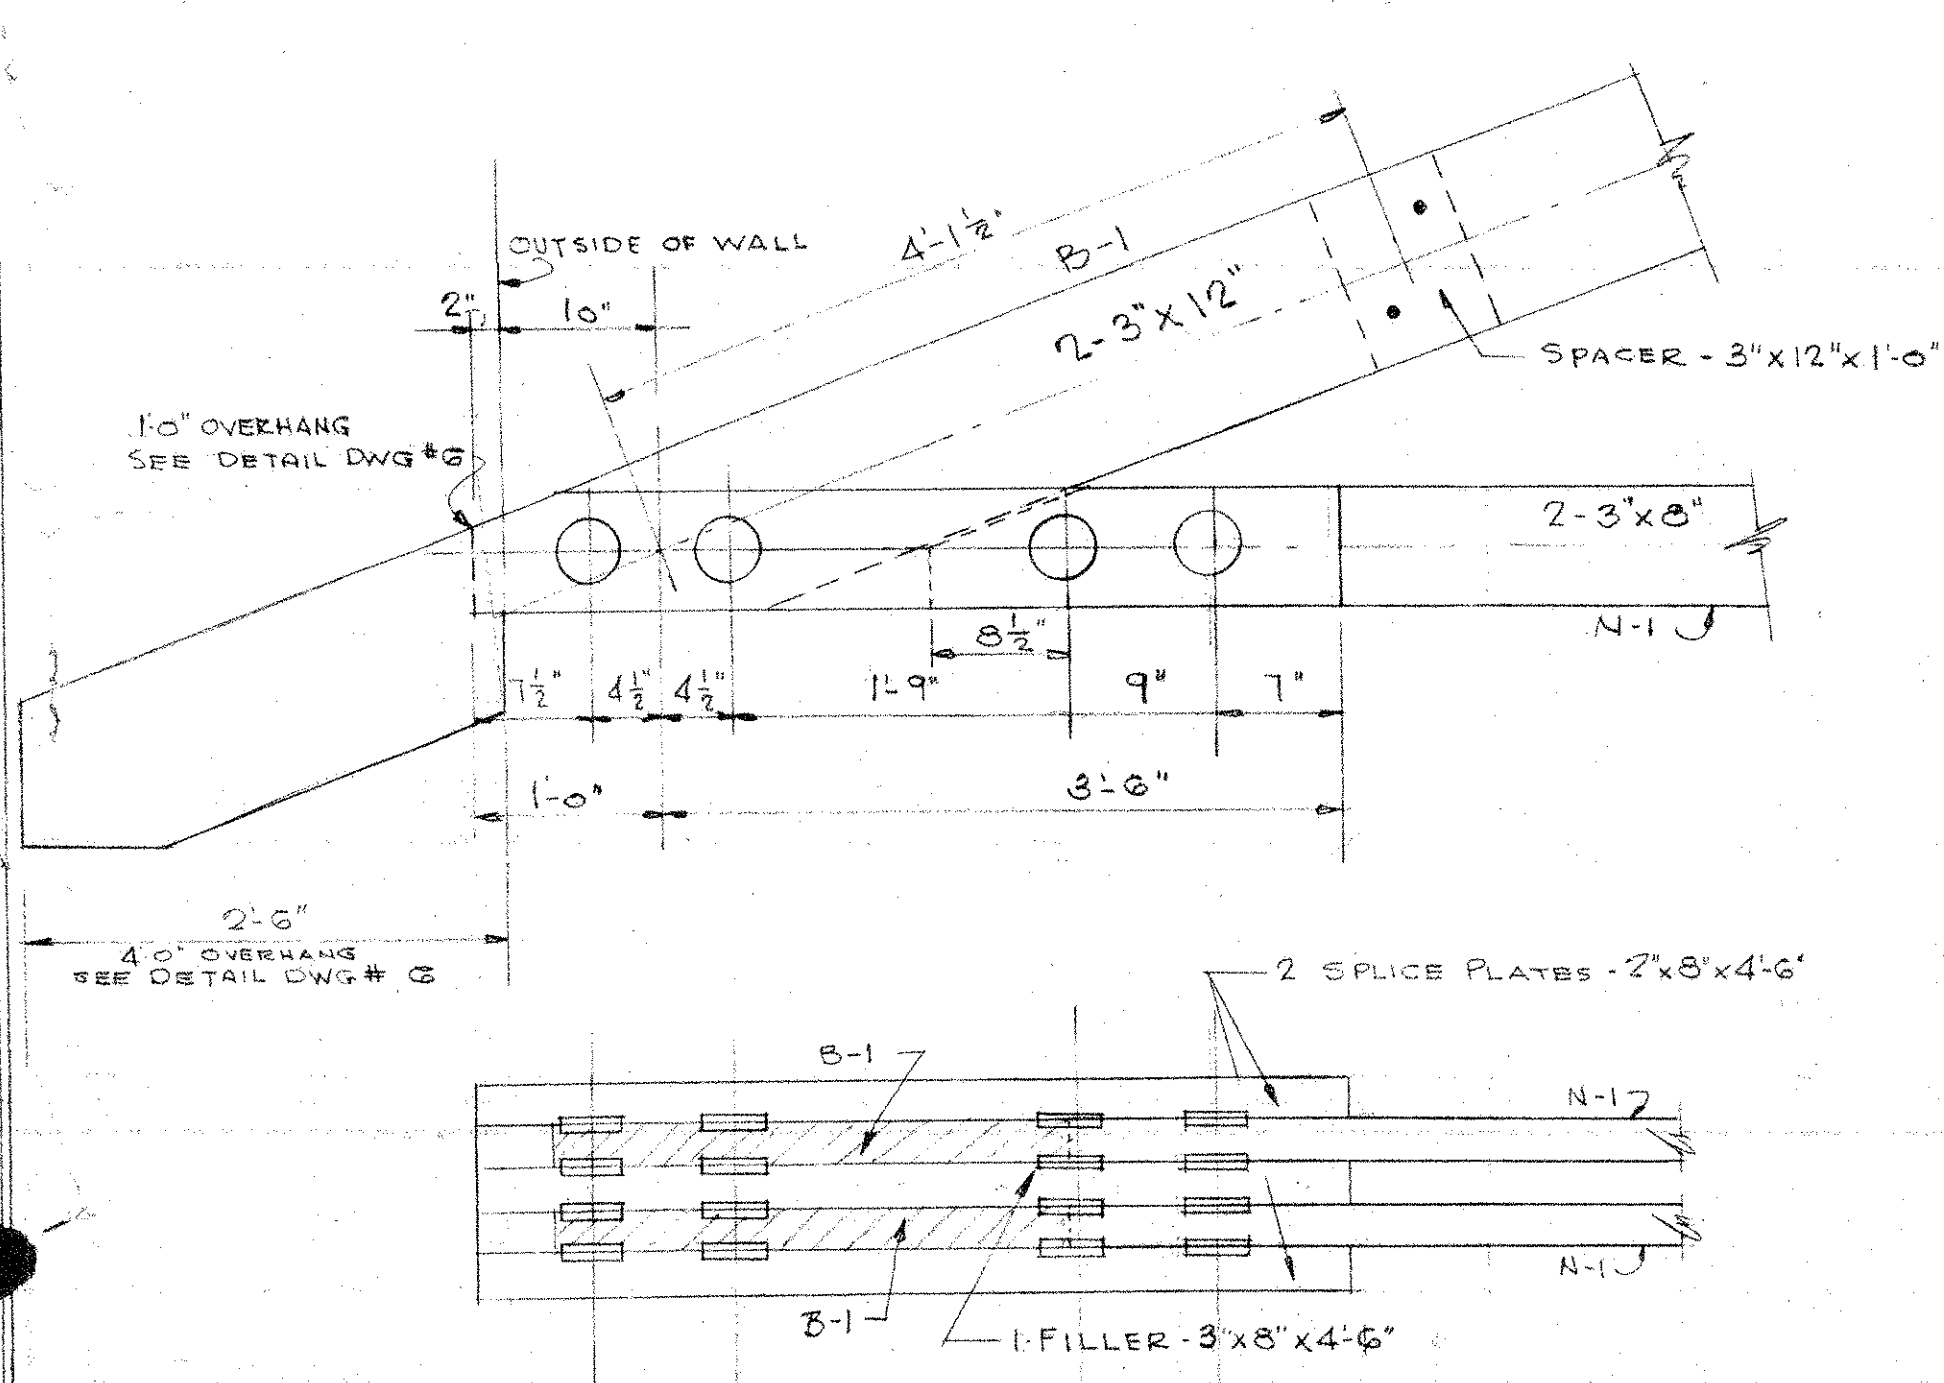 4'-1½"
B-1
2-3"x12"
OUTSIDE OF WALL
2"
10"
SPACER - 3"x12"x1'-0"
1'-0" OVERHANG
SEE DETAIL DWG #6
2-3"x8"
N-1
8½"
7½"
4½"
4½"
1'-9"
9"
7"
1'-0"
3'-6"
2'-6"
4'-0" OVERHANG
SEE DETAIL DWG # 6
2 SPLICE PLATES - 2"x8"x4'-6"
B-1
N-1
N-1
B-1
1-FILLER - 3"x8"x4'-6"